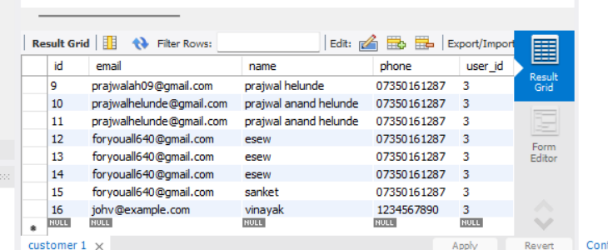 Result Grid Filter Rows: Edit: Export/Import
id email name phone user_id
9 prajwalah09@gmail.com prajwal helunde 07350161287 3
10 prajwalhelunde@gmail.com prajwal anand helunde 07350161287 3
11 prajwalhelunde@gmail.com prajwal anand helunde 07350161287 3
12 foryouall640@gmail.com esew 07350161287 3
13 foryouall640@gmail.com esew 07350161287 3
14 foryouall640@gmail.com esew 07350161287 3
15 foryouall640@gmail.com sanket 07350161287 3
16 johv@example.com vinayak 1234567890 3
NULL NULL NULL NULL NULL
Result
Grid
Form
Editor
customer 1 Apply Revert